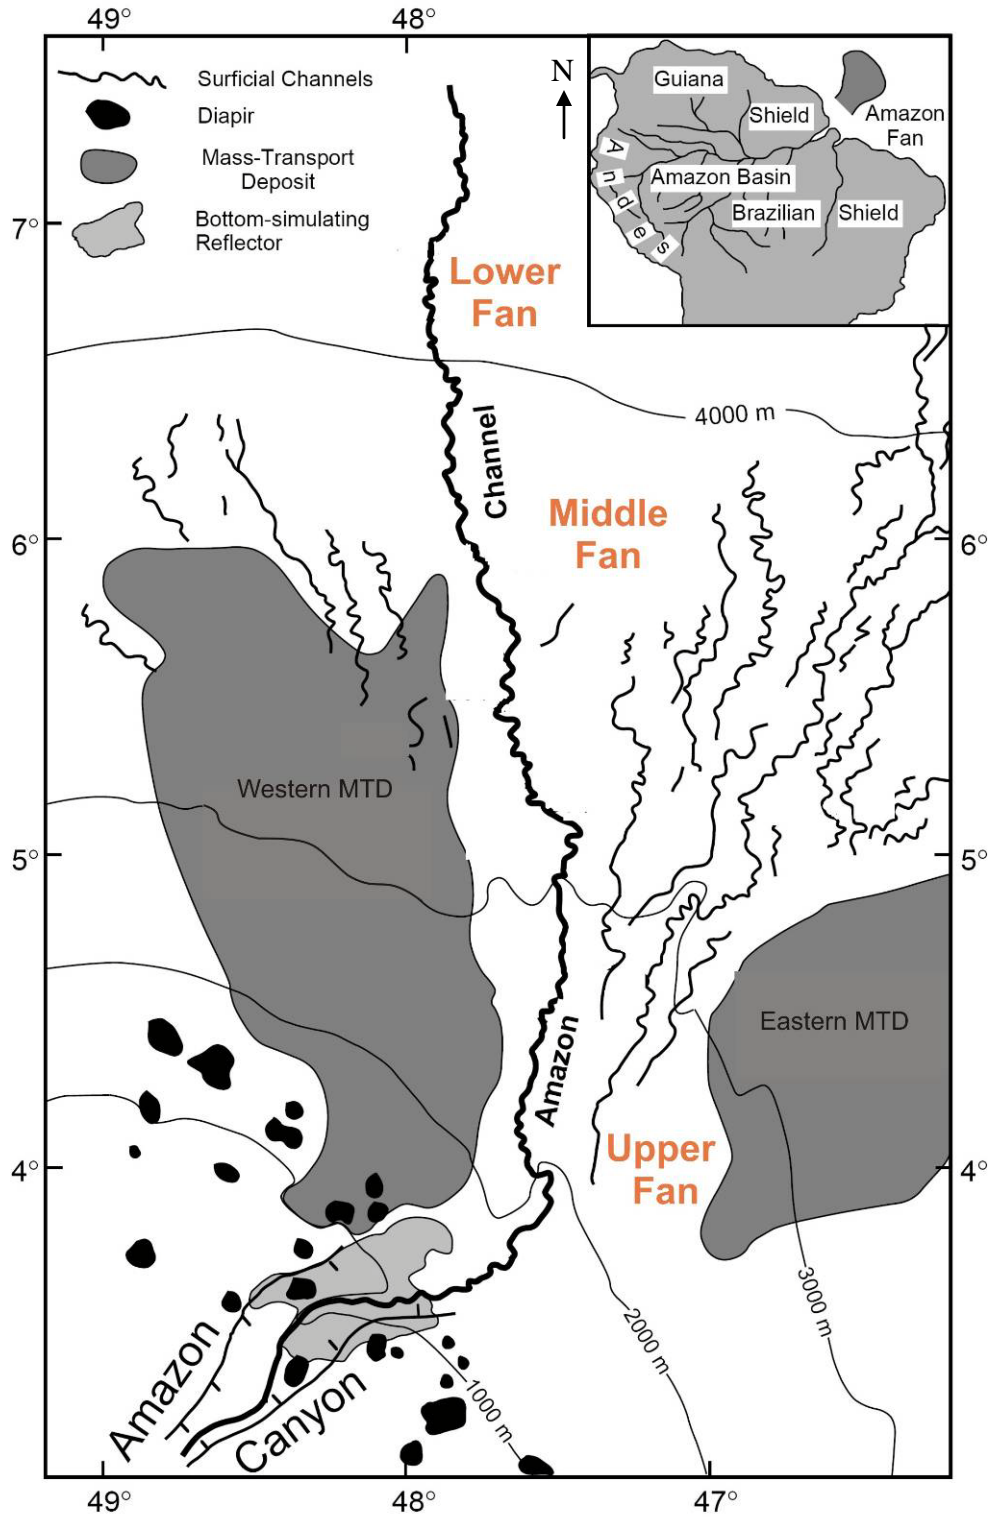 49°
48°
Surficial Channels
Diapir
Mass-Transport
Deposit
Bottom-simulating
Reflector
N
Guiana
Shield
Amazon
Fan
Andes
Amazon Basin
Brazilian
Shield
7°
Lower
Fan
4000 m
Channel
Middle
Fan
6°
6°
Western MTD
5°
5°
Eastern MTD
Amazon
4°
4°
Upper
Fan
3000 m
2000 m
1000 m
Amazon
Canyon
49°
48°
47°